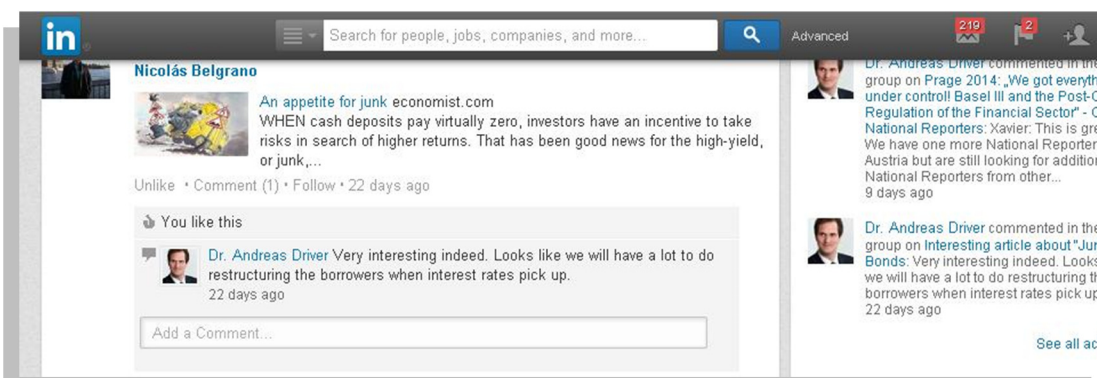 in
Search for people, jobs, companies, and more...
Advanced
219
2
Nicolás Belgrano
An appetite for junk economist.com
WHEN cash deposits pay virtually zero, investors have an incentive to take
risks in search of higher returns. That has been good news for the high-yield,
or junk,...
Unlike • Comment (1) • Follow • 22 days ago
You like this
Dr. Andreas Driver Very interesting indeed. Looks like we will have a lot to do
restructuring the borrowers when interest rates pick up.
22 days ago
Add a Comment...
Dr. Andreas Driver commented in the
group on Prage 2014: „We got everyth
under control! Basel III and the Post-C
Regulation of the Financial Sector" - C
National Reporters: Xavier: This is gre
We have one more National Reporter
Austria but are still looking for addition
National Reporters from other...
9 days ago
Dr. Andreas Driver commented in the
group on Interesting article about "Jun
Bonds: Very interesting indeed. Looks
we will have a lot to do restructuring th
borrowers when interest rates pick up
22 days ago
See all ac